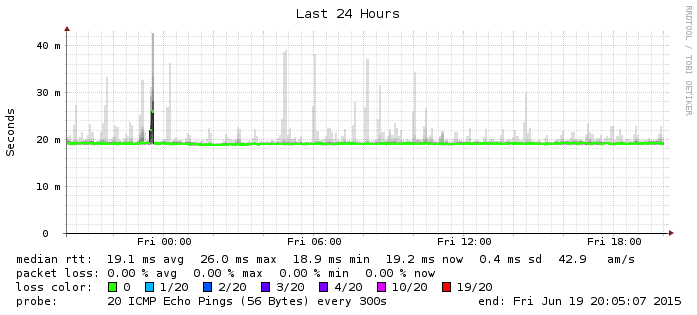 Last 24 Hours
RRDTOOL / TOBI OETIKER
Seconds
40 m
30 m
20 m
10 m
0
Fri 00:00 Fri 06:00 Fri 12:00 Fri 18:00
median rtt: 19.1 ms avg 26.0 ms max 18.9 ms min 19.2 ms now 0.4 ms sd 42.9 am/s
packet loss: 0.00 % avg 0.00 % max 0.00 % min 0.00 % now
loss color: 0 1/20 2/20 3/20 4/20 10/20 19/20
probe: 20 ICMP Echo Pings (56 Bytes) every 300s end: Fri Jun 19 20:05:07 2015